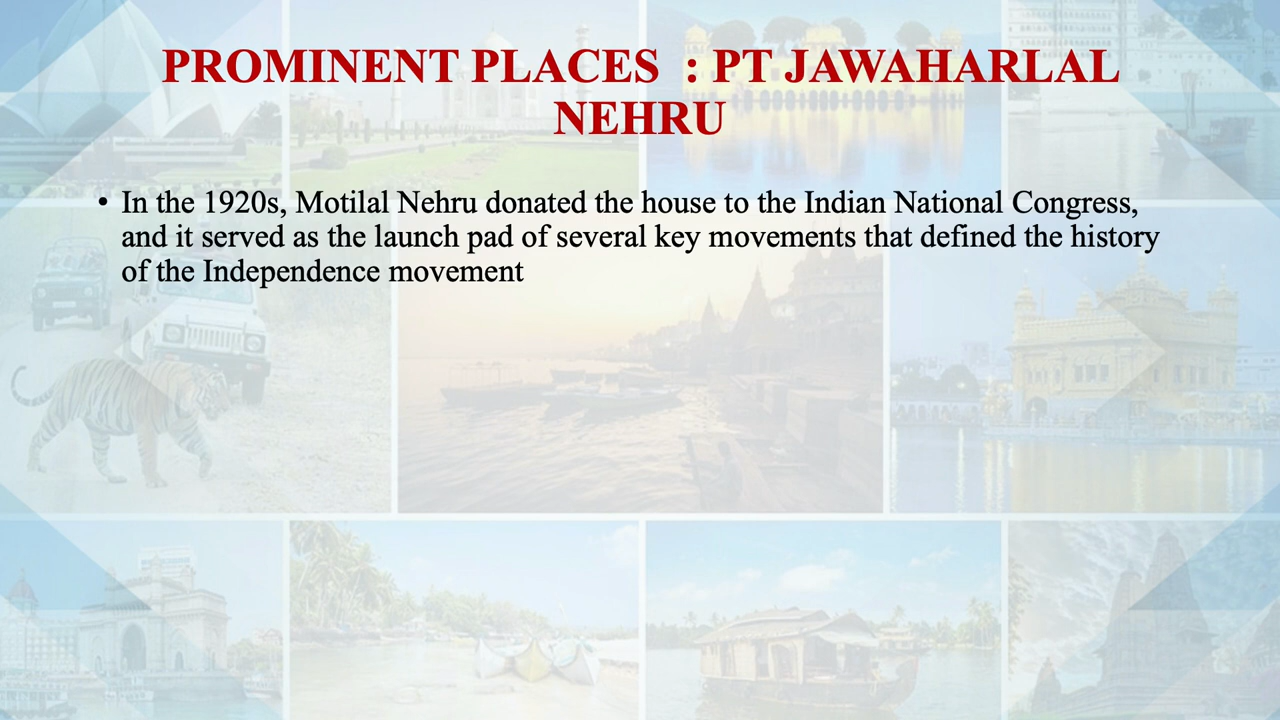 PROMINENT PLACES : PT JAWAHARLAL
NEHRU
• In the 1920s, Motilal Nehru donated the house to the Indian National Congress,
and it served as the launch pad of several key movements that defined the history
of the Independence movement